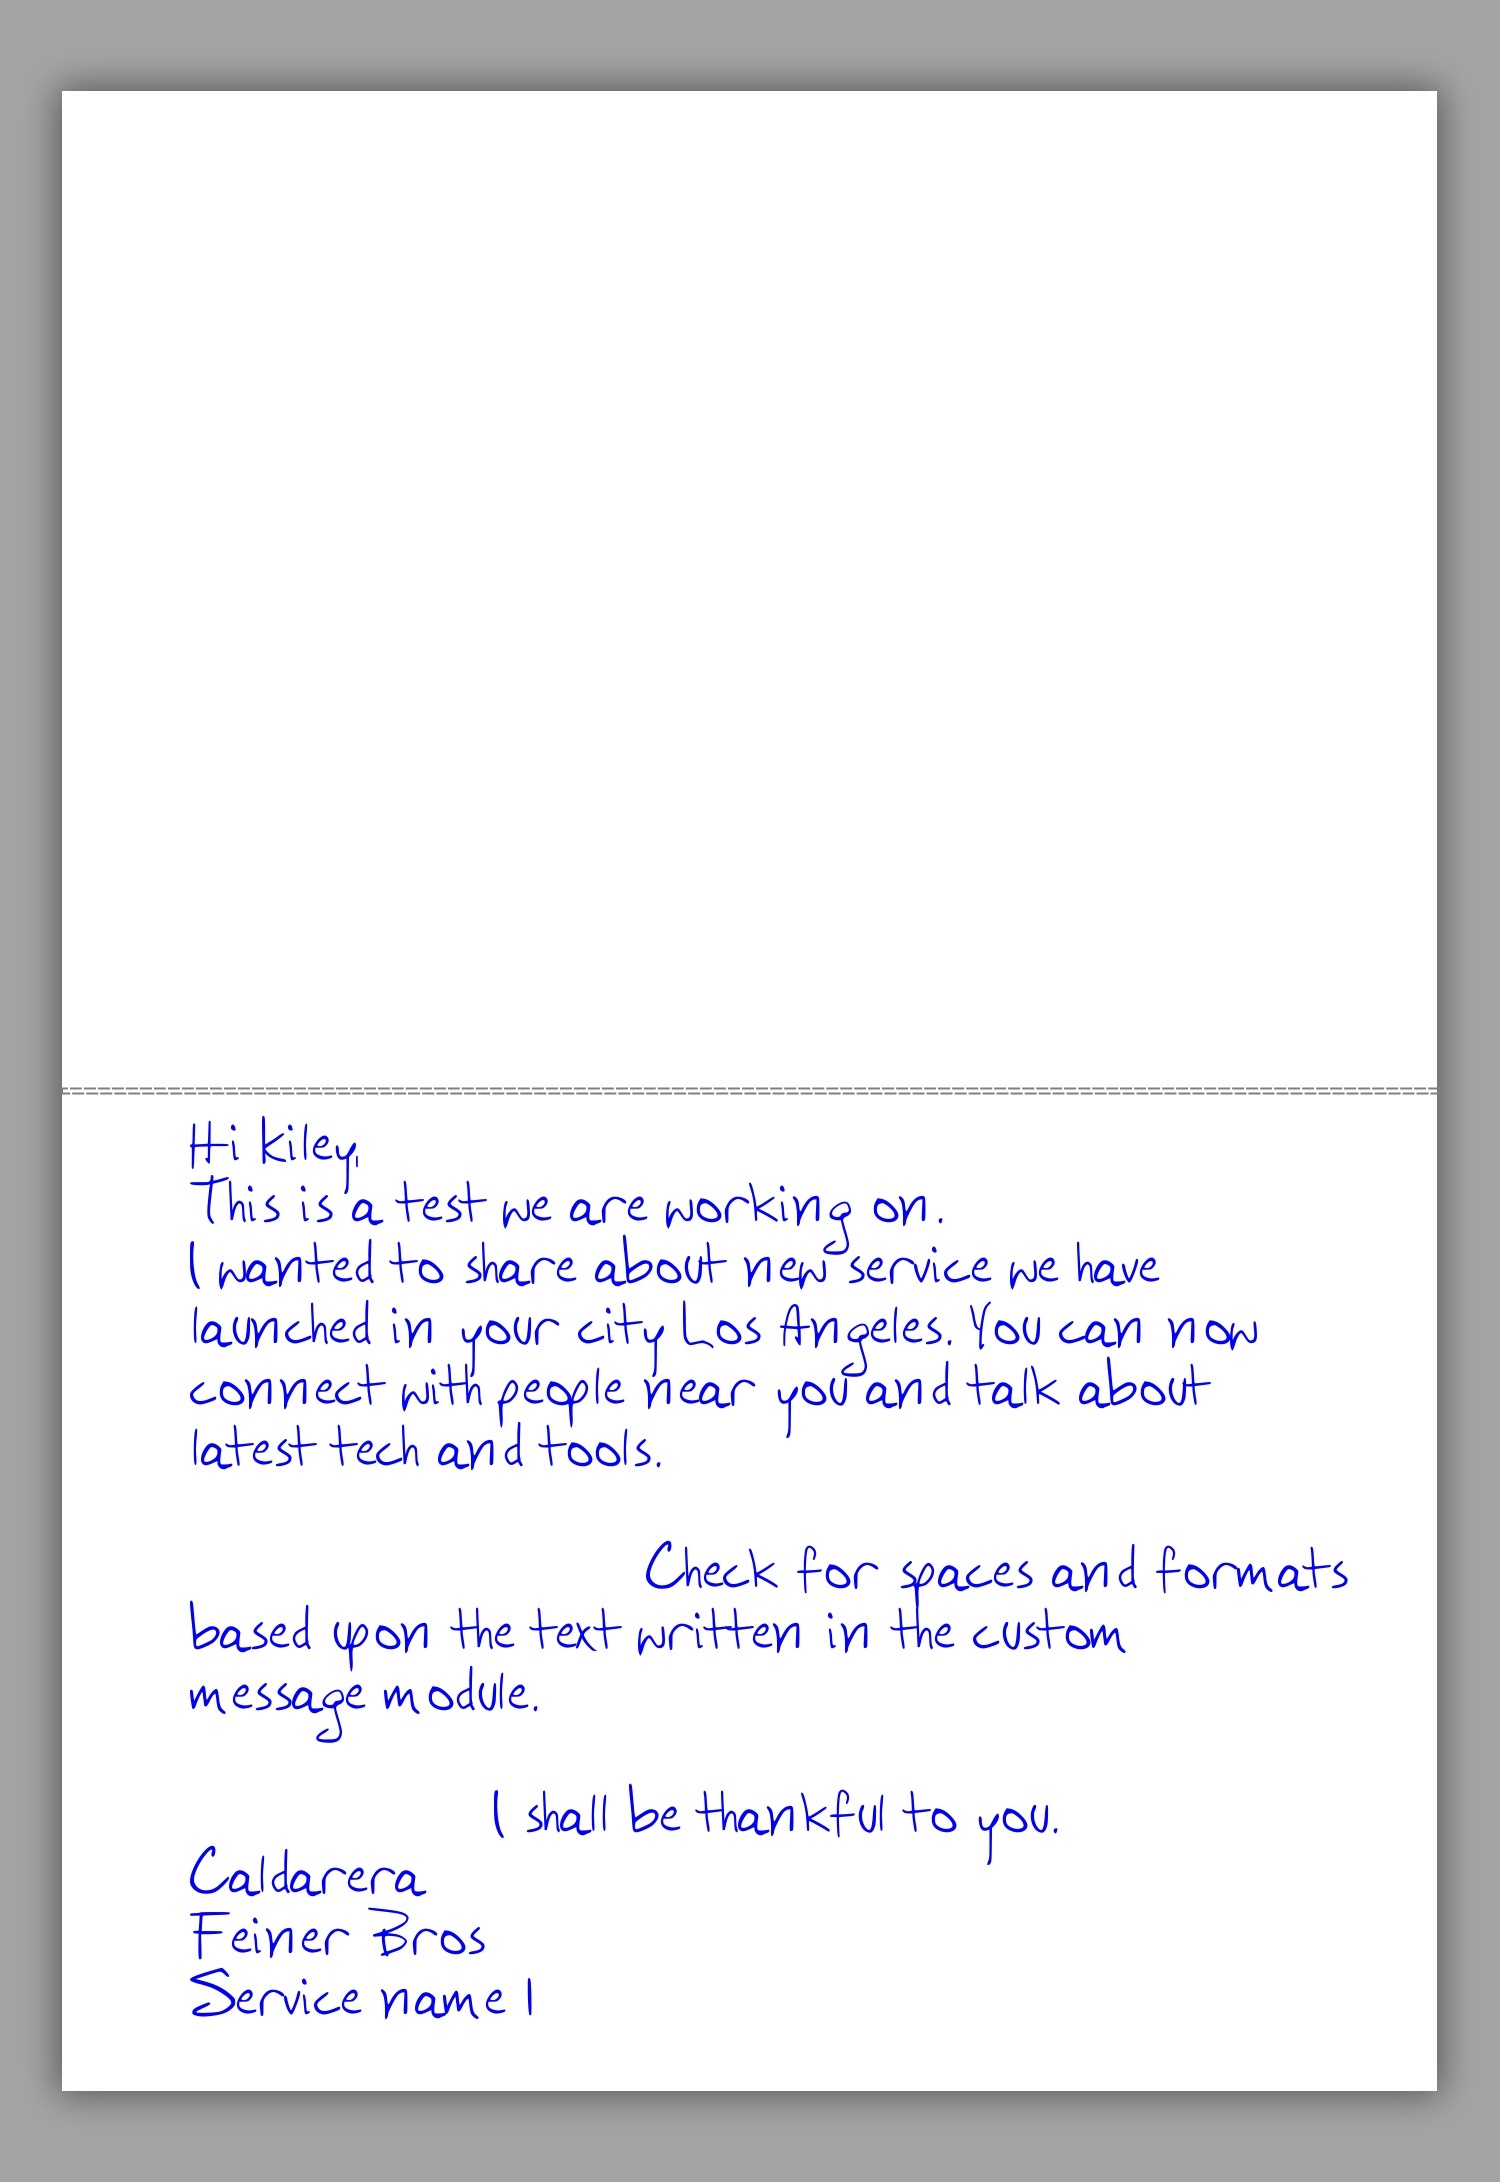 Hi kiley,
This is a test we are working on.
I wanted to share about new service we have
launched in your city Los Angeles. You can now
connect with people near you and talk about
latest tech and tools.
Check for spaces and formats
based upon the text written in the custom
message module.
I shall be thankful to you.
Caldarera
Feiner Bros
Service name 1